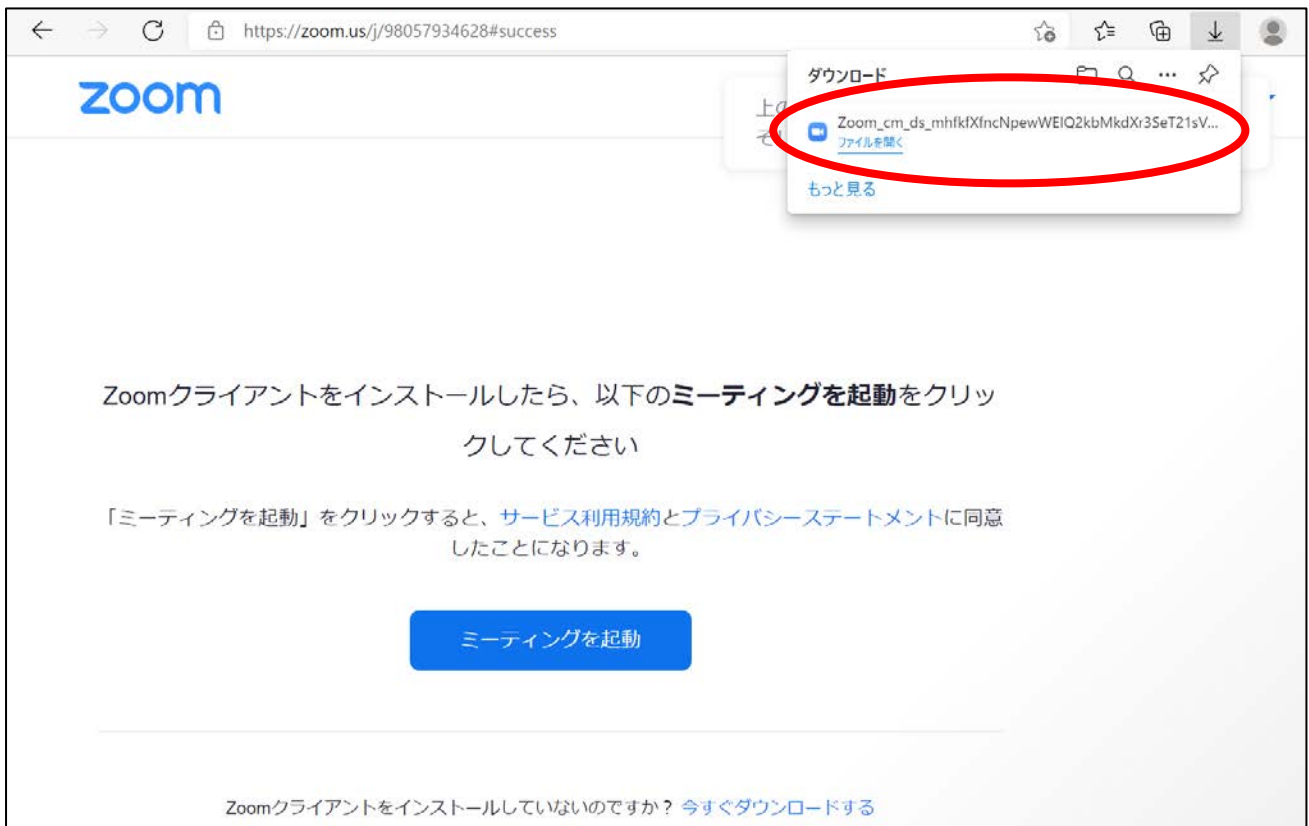 https://zoom.us/j/98057934628#success
ダウンロード
zoom
上の
Zoom_cm_ds_mhfkfXfncNpewWEIQ2kbMkdXr3SeT21sV...
ファイルを開く
もっと見る
Zoomクライアントをインストールしたら、以下のミーティングを起動をクリッ
クしてください
「ミーティングを起動」をクリックすると、サービス利用規約とプライバシーステートメントに同意
したことになります。
ミーティングを起動
Zoomクライアントをインストールしていないのですか？今すぐダウンロードする